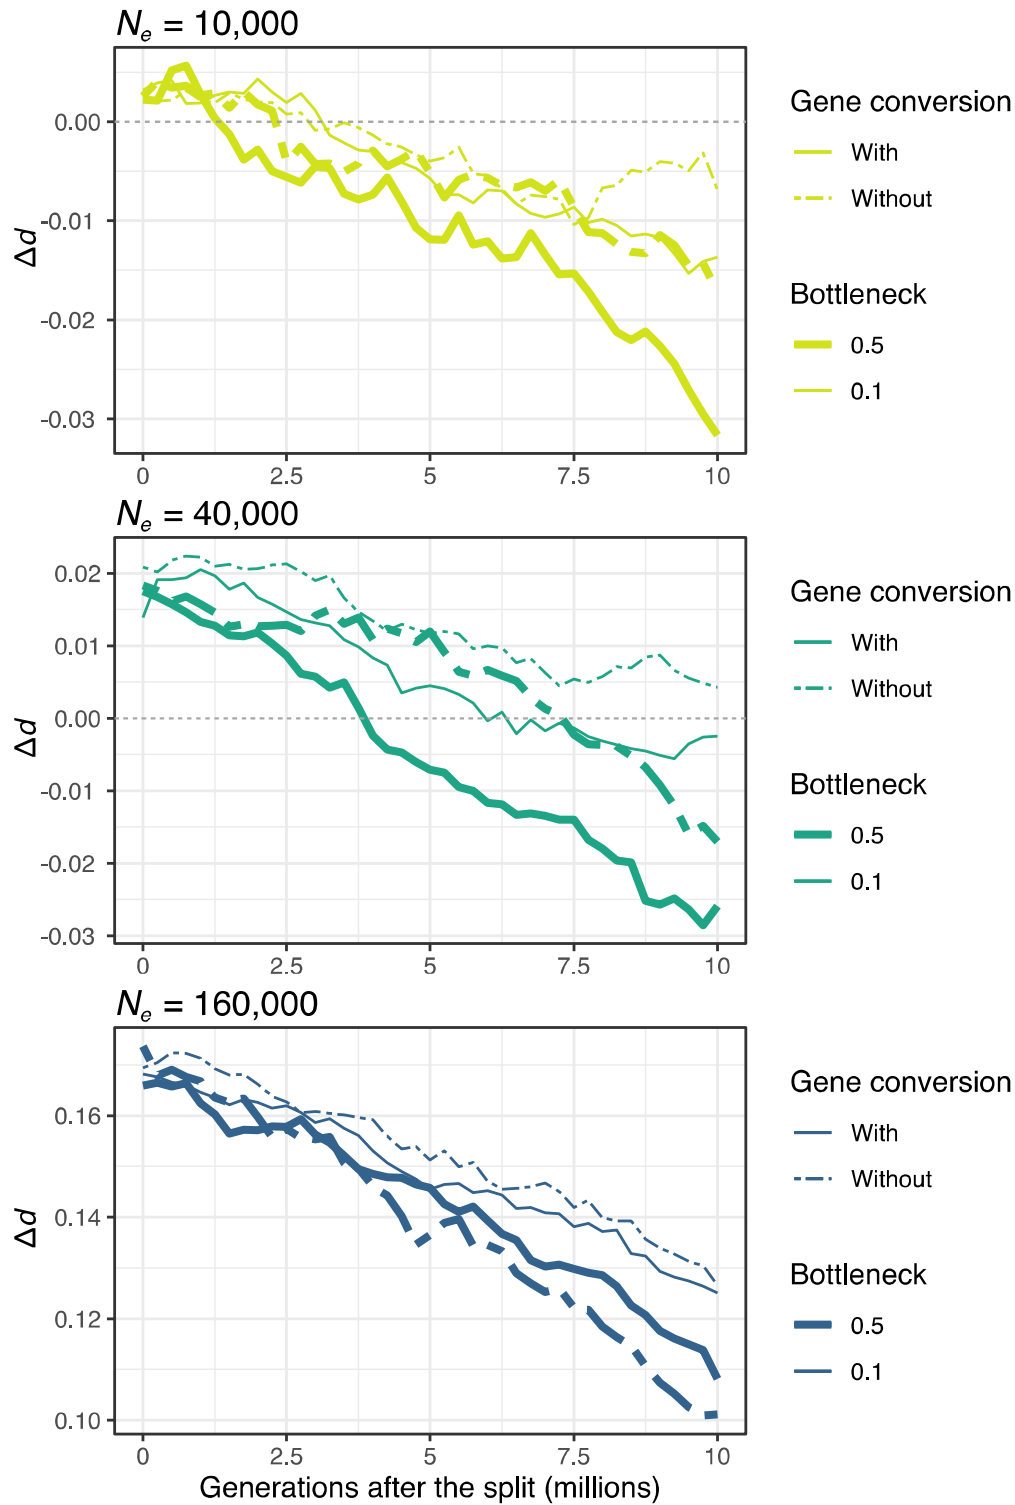 Nₑ = 10,000
Δd
0.00
-0.01
-0.02
-0.03
0 2.5 5 7.5 10
Gene conversion
With
Without
Bottleneck
0.5
0.1
Nₑ = 40,000
Δd
0.02
0.01
0.00
-0.01
-0.02
-0.03
0 2.5 5 7.5 10
Gene conversion
With
Without
Bottleneck
0.5
0.1
Nₑ = 160,000
Δd
0.16
0.14
0.12
0.10
0 2.5 5 7.5 10
Generations after the split (millions)
Gene conversion
With
Without
Bottleneck
0.5
0.1